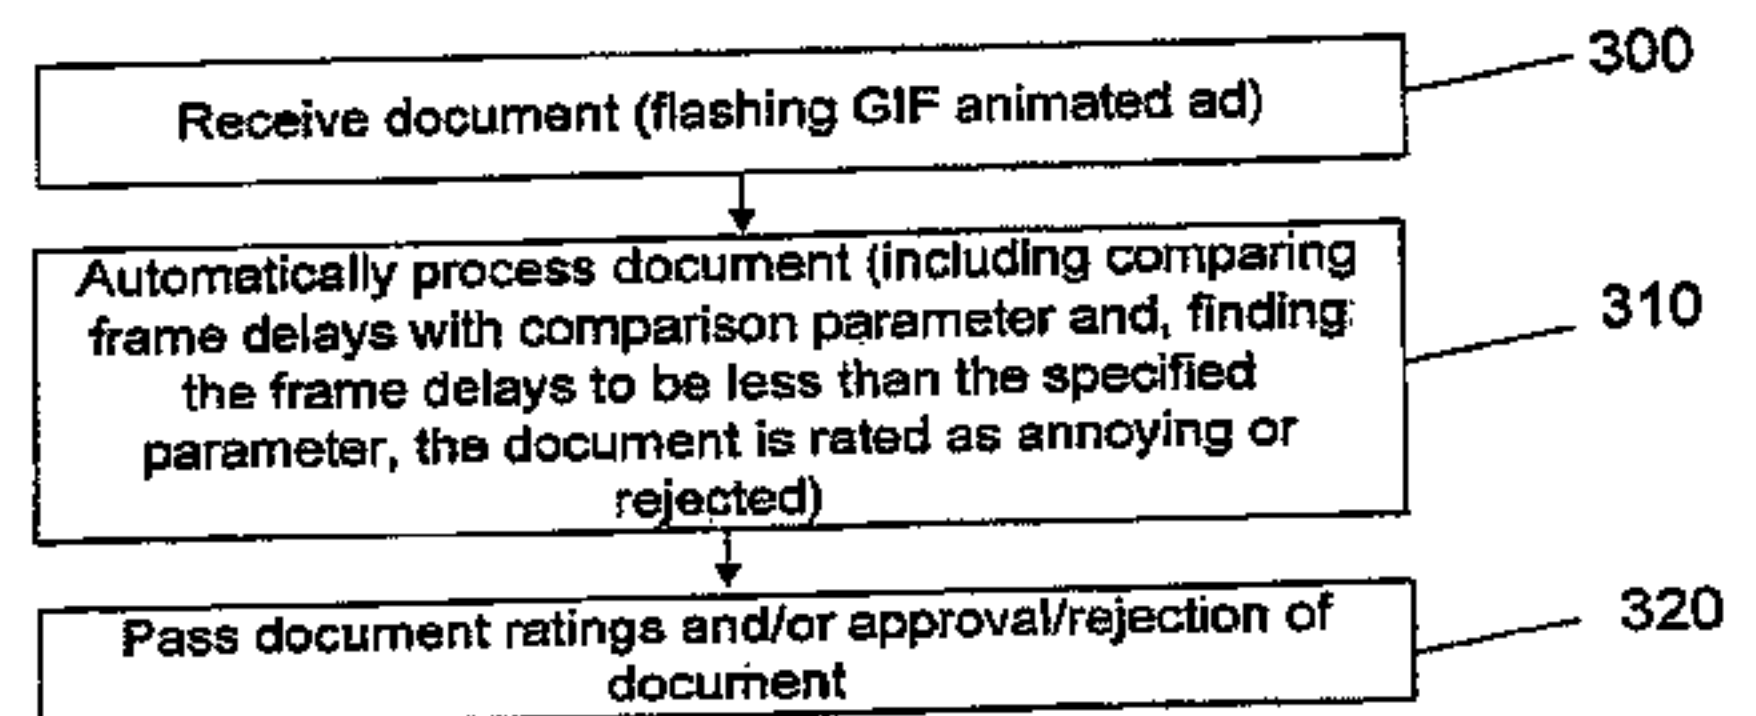 Receive document (flashing GIF animated ad)
300
Automatically process document (including comparing
frame delays with comparison parameter and, finding
the frame delays to be less than the specified
parameter, the document is rated as annoying or
rejected)
310
Pass document ratings and/or approval/rejection of
document
320